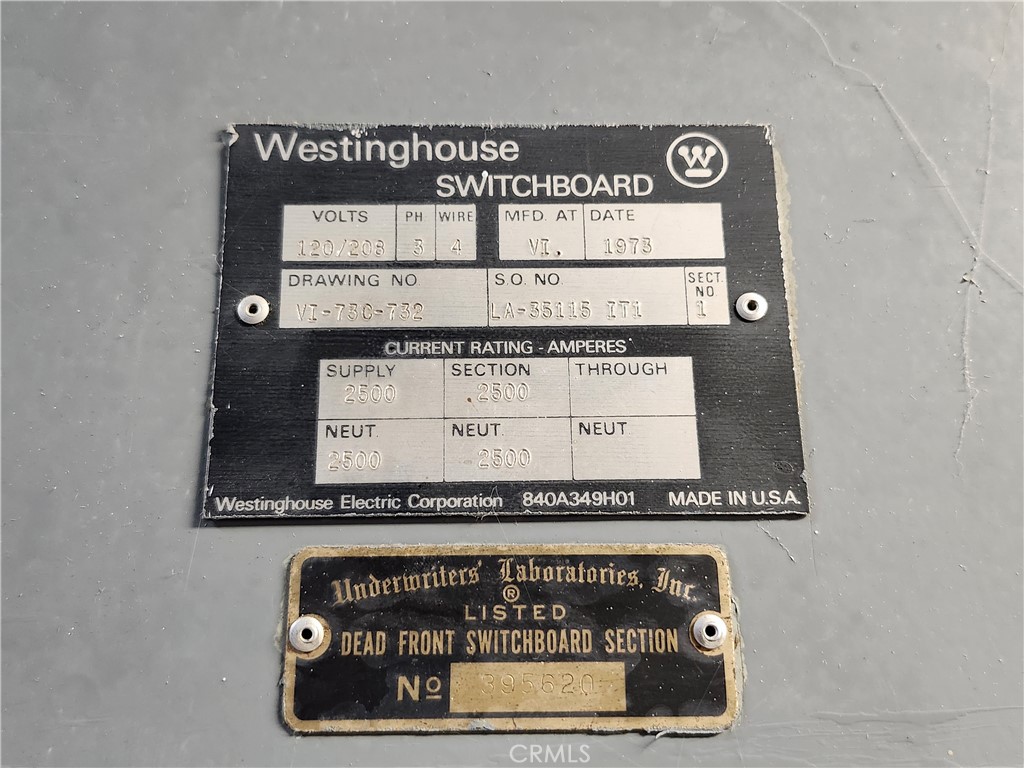 Westinghouse
W
SWITCHBOARD
VOLTS PH WIRE MFD. AT DATE
120/208 3 4 VI. 1973
DRAWING NO S.O. NO. SECT. NO.
VI-73C-732 LA-35115 IT1 1
CURRENT RATING - AMPERES
SUPPLY SECTION THROUGH
2500 2500
NEUT. NEUT. NEUT
2500 2500
Westinghouse Electric Corporation 840A349H01 MADE IN U.S.A.
Underwriters' Laboratories, Inc.
®
LISTED
DEAD FRONT SWITCHBOARD SECTION
No 395620
CRMLS